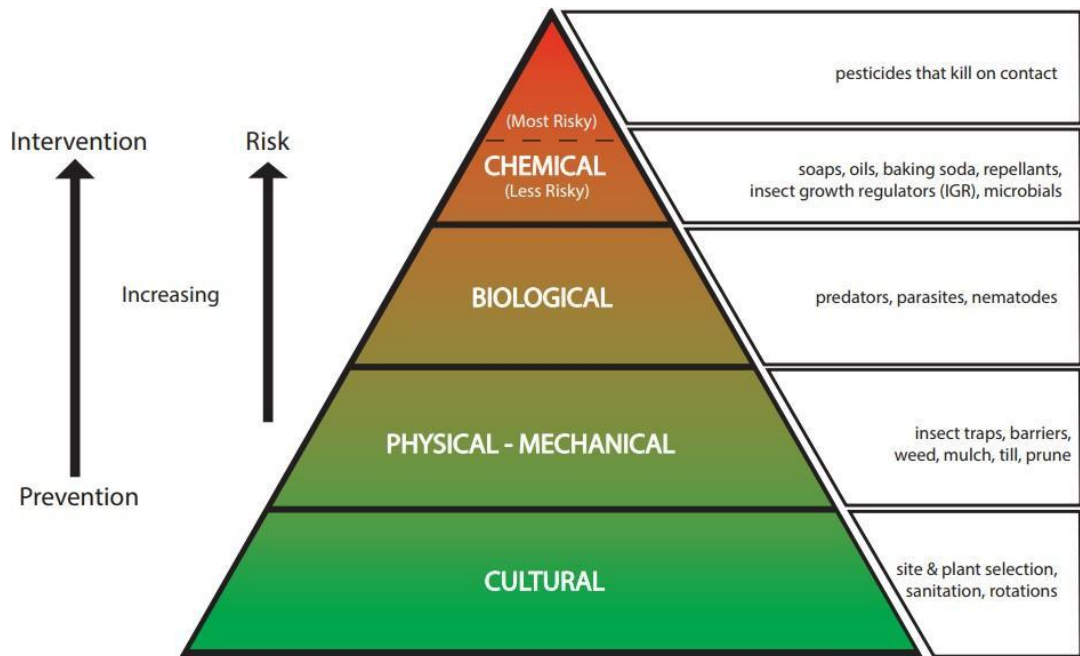 Intervention
Risk
Increasing
Prevention
(Most Risky)
CHEMICAL
(Less Risky)
BIOLOGICAL
PHYSICAL - MECHANICAL
CULTURAL
pesticides that kill on contact
soaps, oils, baking soda, repellants,
insect growth regulators (IGR), microbials
predators, parasites, nematodes
insect traps, barriers,
weed, mulch, till, prune
site & plant selection,
sanitation, rotations